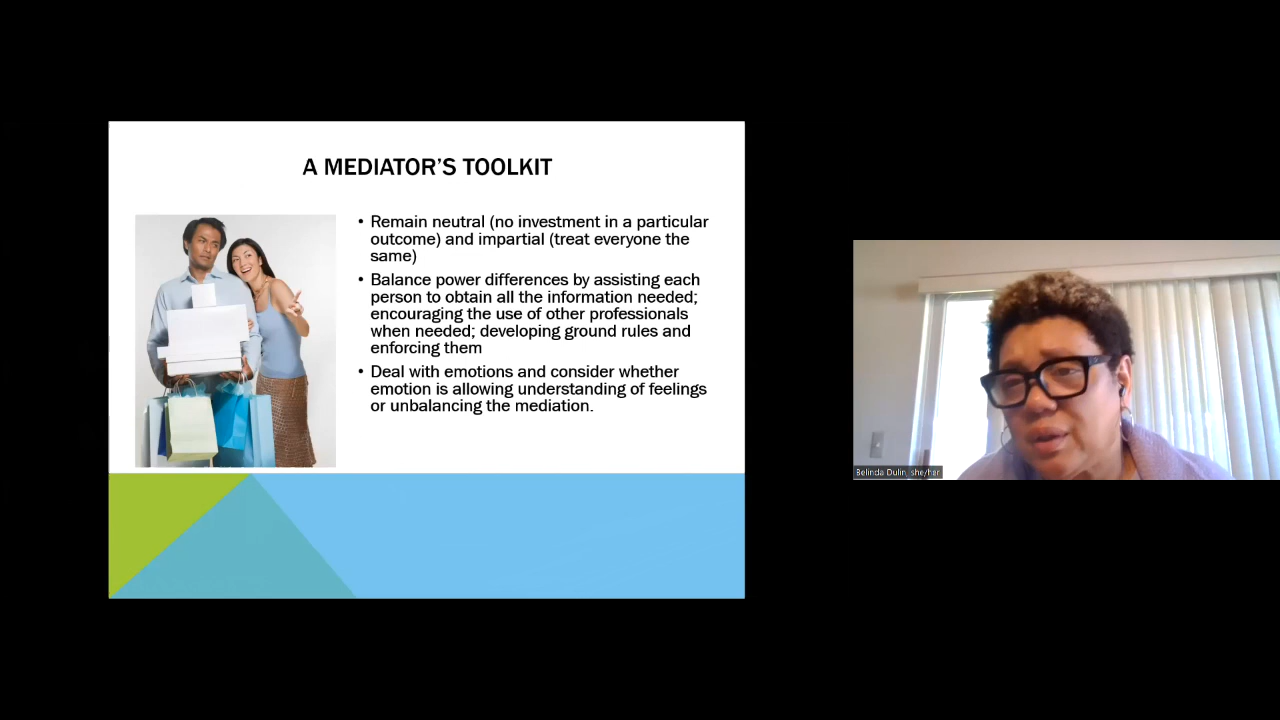 A MEDIATOR'S TOOLKIT
• Remain neutral (no investment in a particular
outcome) and impartial (treat everyone the
same)
• Balance power differences by assisting each
person to obtain all the information needed;
encouraging the use of other professionals
when needed; developing ground rules and
enforcing them
• Deal with emotions and consider whether
emotion is allowing understanding of feelings
or unbalancing the mediation.
Belinda Dulin, she/her